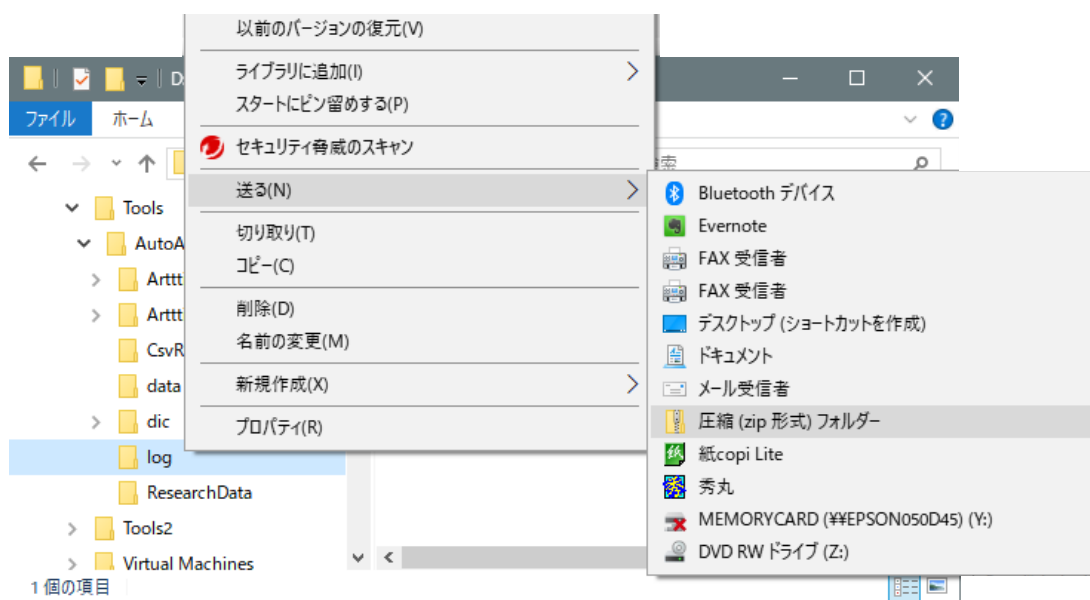 以前のバージョンの復元(V)
ライブラリに追加(I)
スタートにピン留めする(P)
ファイル
ホーム
セキュリティ脅威のスキャン
送る(N)
切り取り(T)
コピー(C)
削除(D)
名前の変更(M)
新規作成(X)
プロパティ(R)
Bluetooth デバイス
Evernote
FAX 受信者
FAX 受信者
デスクトップ (ショートカットを作成)
ドキュメント
メール受信者
圧縮 (zip 形式) フォルダー
紙copi Lite
秀丸
MEMORYCARD (¥¥EPSON050D45) (Y:)
DVD RW ドライブ (Z:)
Tools
AutoA
Arttt
Arttt
CsvR
data
dic
log
ResearchData
Tools2
Virtual Machines
1 個の項目